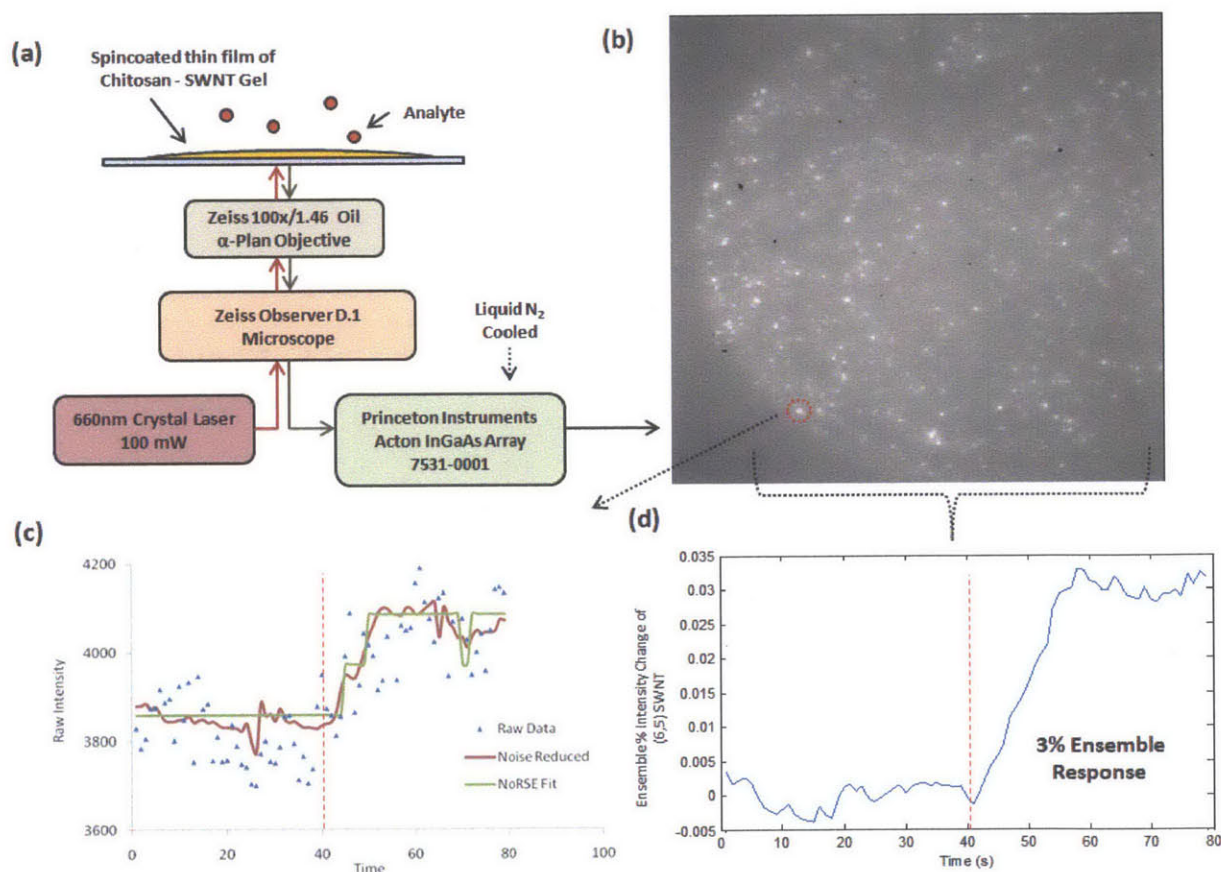 (a)
Spincoated thin film of
Chitosan - SWNT Gel
Analyte
Zeiss 100x/1.46 Oil
α-Plan Objective
Zeiss Observer D.1
Microscope
Liquid N₂
Cooled
660nm Crystal Laser
100 mW
Princeton Instruments
Acton InGaAs Array
7531-0001
(b)
(c)
4200
4000
3800
3600
Raw Intensity
Raw Data
Noise Reduced
NoRSE Fit
0 20 40 60 80 100
Time
(d)
0.035
0.03
0.025
0.02
0.015
0.01
0.005
0
-0.005
Ensemble% Intensity Change of
(6,5) SWNT
3% Ensemble
Response
0 10 20 30 40 50 60 70 80
Time (s)